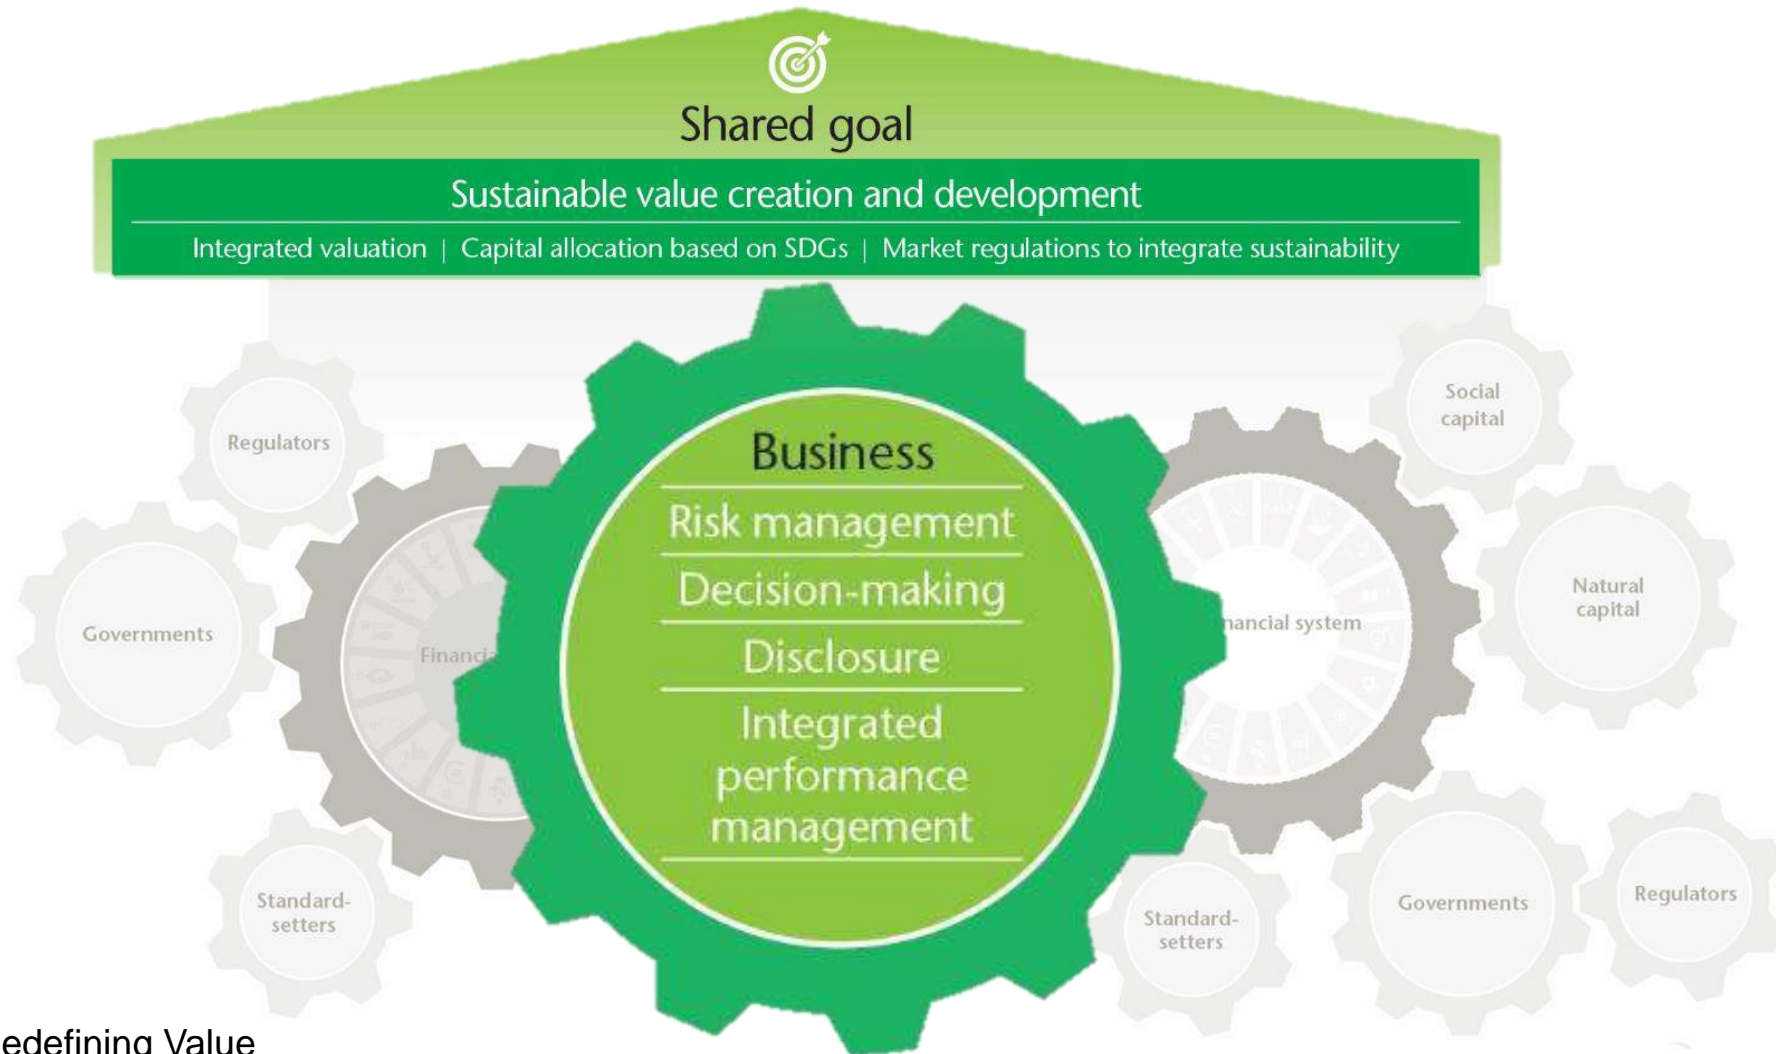 Shared goal
Sustainable value creation and development
Integrated valuation | Capital allocation based on SDGs | Market regulations to integrate sustainability
Regulators
Governments
Financia
Standard-
setters
Business
Risk management
Decision-making
Disclosure
Integrated
performance
management
nancial system
Social
capital
Natural
capital
Standard-
setters
Governments
Regulators
edefining Value